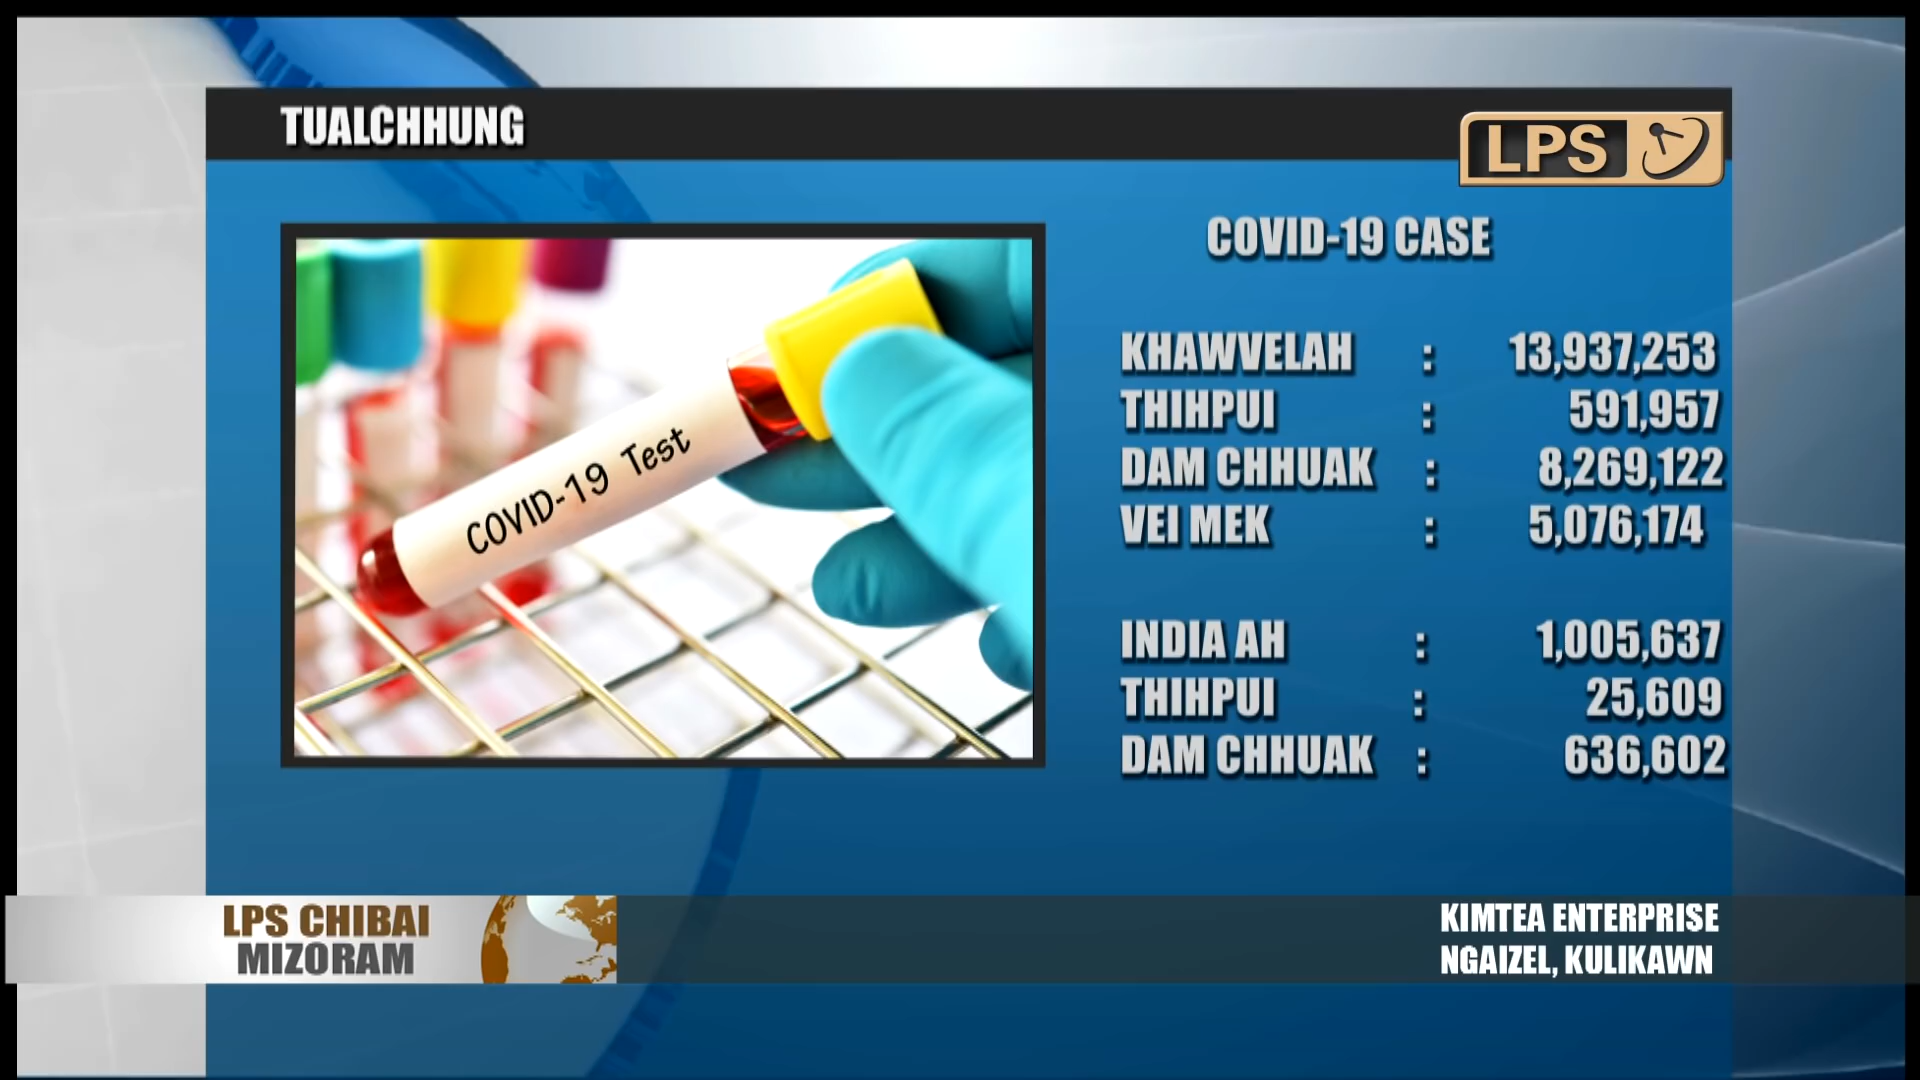 TUALCHHUNG
LPS
COVID-19 Test
COVID-19 CASE
KHAWVELAH : 13,937,253
THIHPUI : 591,957
DAM CHHUAK : 8,269,122
VEI MEK : 5,076,174
INDIA AH : 1,005,637
THIHPUI : 25,609
DAM CHHUAK : 636,602
LPS CHIBAI
MIZORAM
KIMTEA ENTERPRISE
NGAIZEL, KULIKAWN